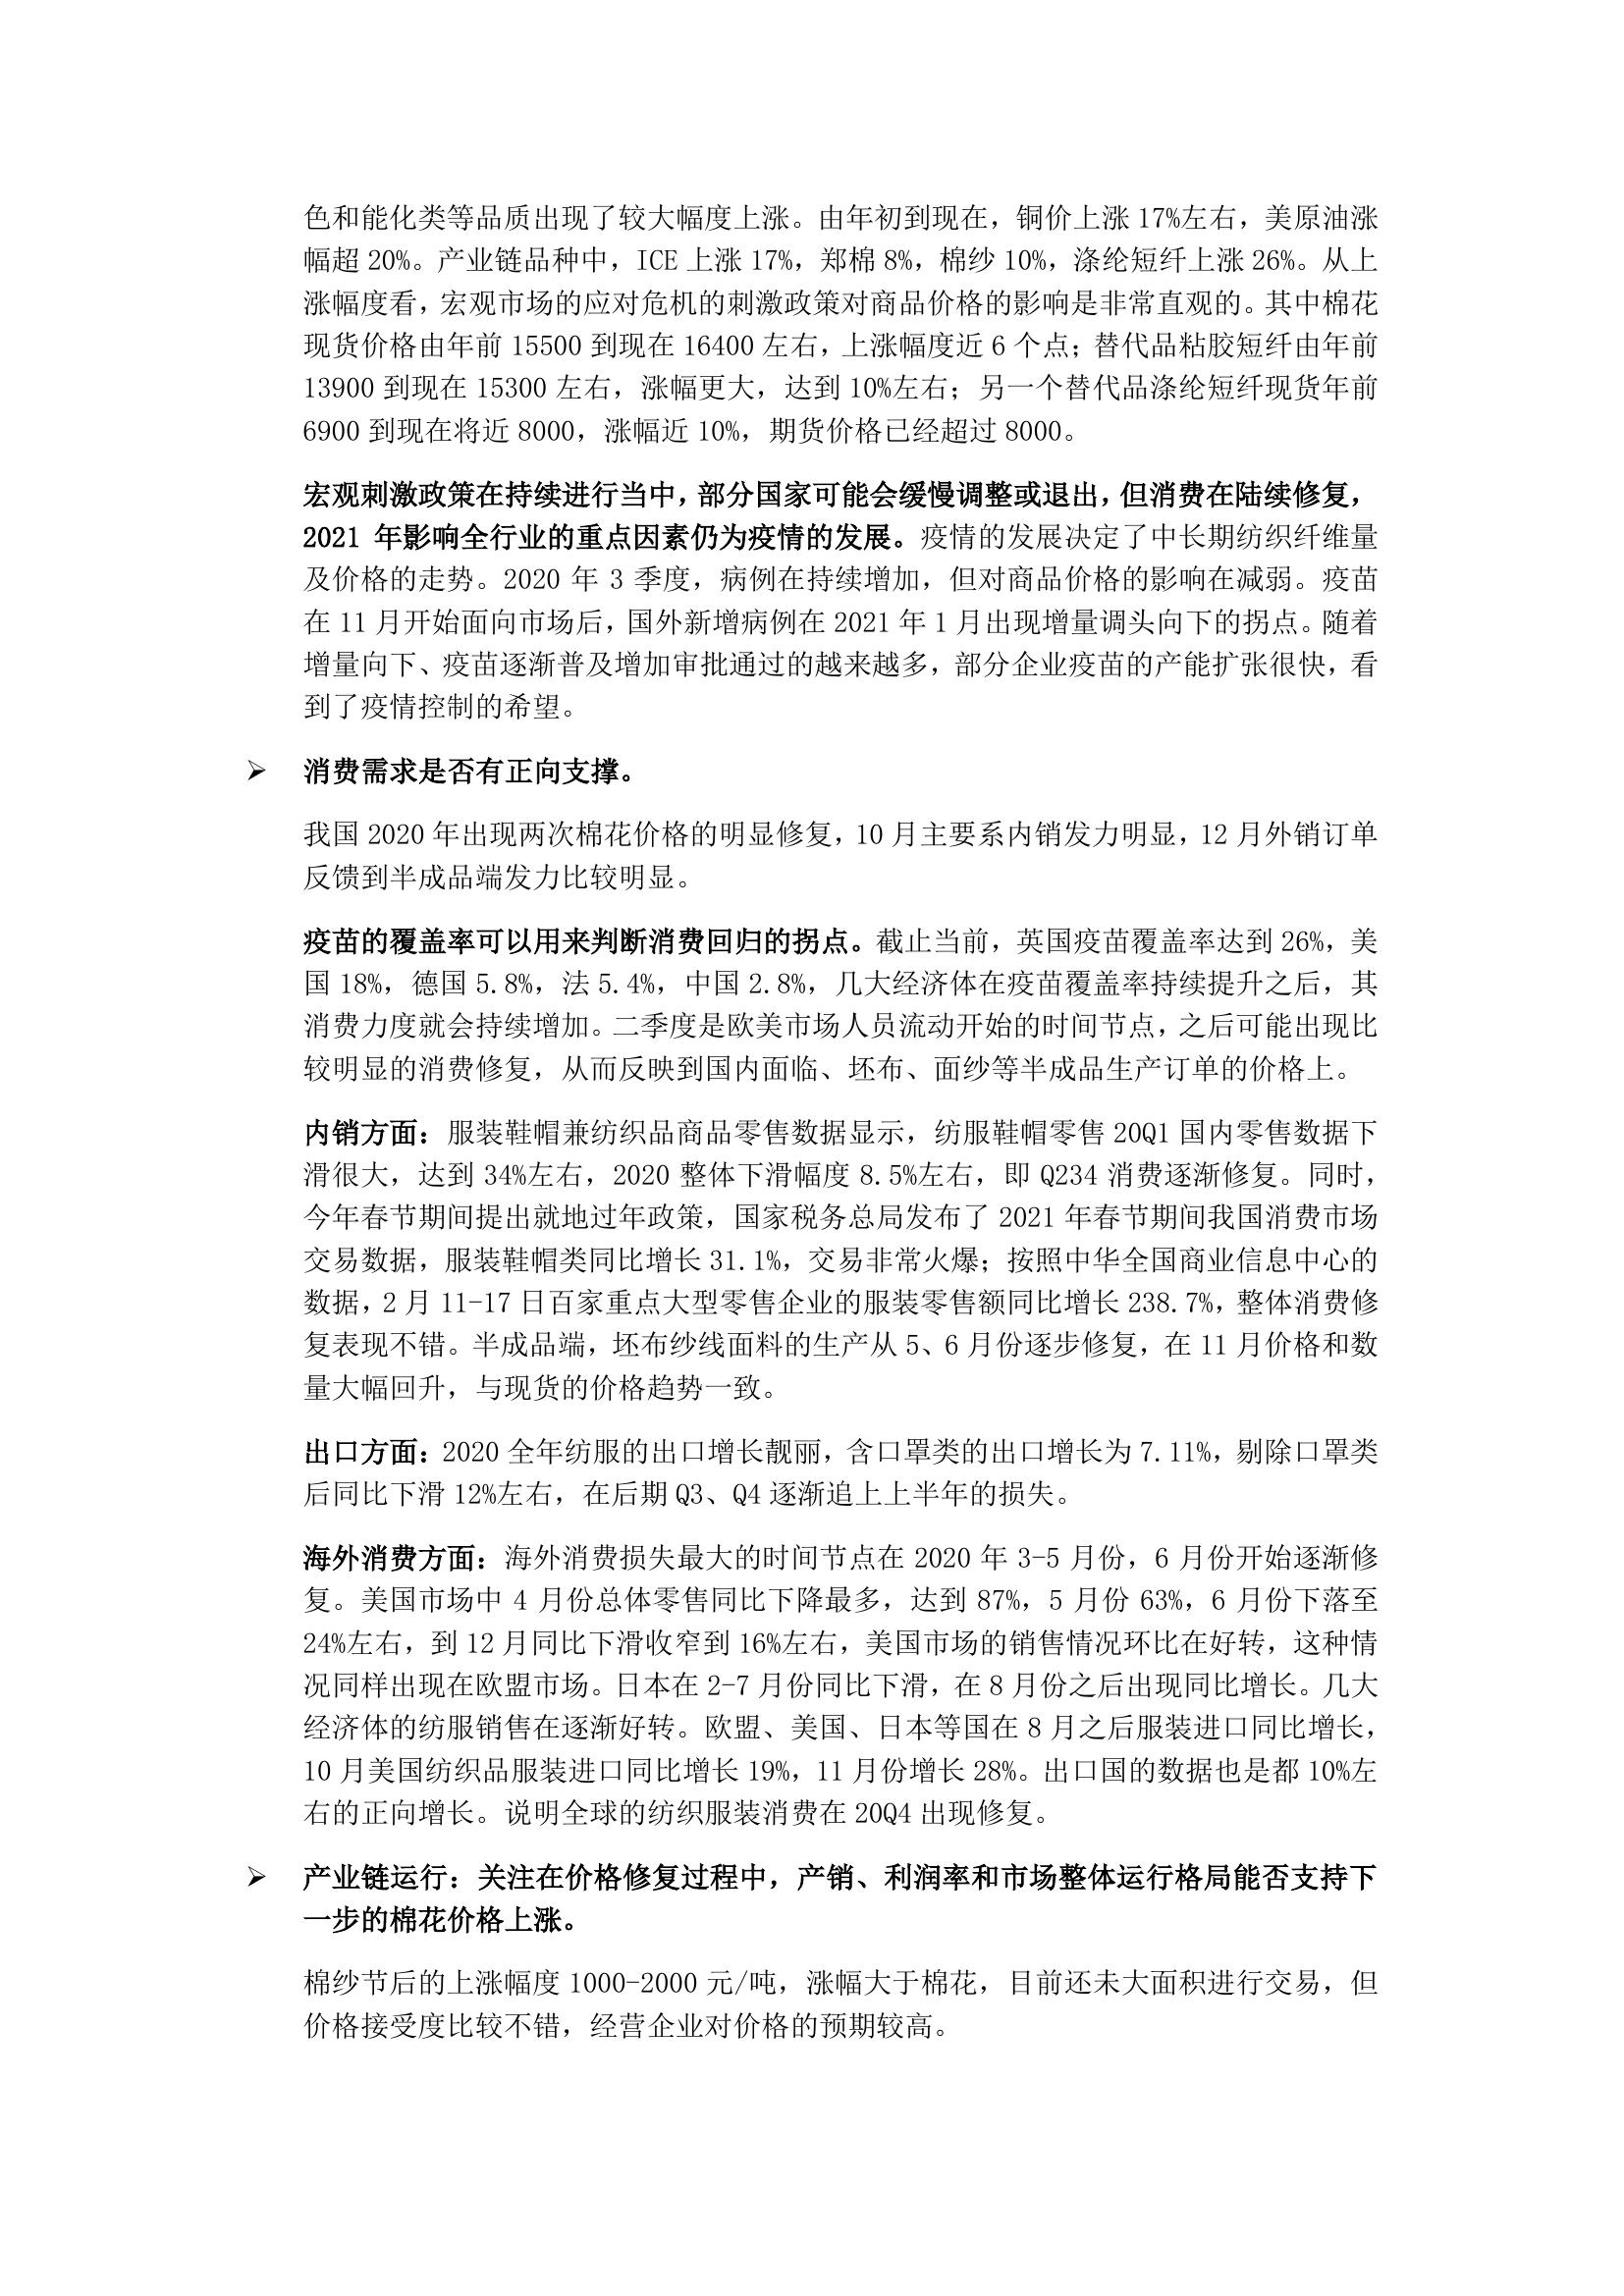 色和能化类等品质出现了较大幅度上涨。由年初到现在，铜价上涨 17%左右，美原油涨
幅超 20%。产业链品种中，ICE 上涨 17%，郑棉 8%，棉纱 10%，涤纶短纤上涨 26%。从上
涨幅度看，宏观市场的应对危机的刺激政策对商品价格的影响是非常直观的。其中棉花
现货价格由年前 15500 到现在 16400 左右，上涨幅度近 6 个点；替代品粘胶短纤由年前
13900 到现在 15300 左右，涨幅更大，达到 10%左右；另一个替代品涤纶短纤现货年前
6900 到现在将近 8000，涨幅近 10%，期货价格已经超过 8000。
宏观刺激政策在持续进行当中，部分国家可能会缓慢调整或退出，但消费在陆续修复，
2021 年影响全行业的重点因素仍为疫情的发展。疫情的发展决定了中长期纺织纤维量
及价格的走势。2020 年 3 季度，病例在持续增加，但对商品价格的影响在减弱。疫苗
在 11 月开始面向市场后，国外新增病例在 2021 年 1 月出现增量调头向下的拐点。随着
增量向下、疫苗逐渐普及增加审批通过的越来越多，部分企业疫苗的产能扩张很快，看
到了疫情控制的希望。
➢ 消费需求是否有正向支撑。
我国 2020 年出现两次棉花价格的明显修复，10 月主要系内销发力明显，12 月外销订单
反馈到半成品端发力比较明显。
疫苗的覆盖率可以用来判断消费回归的拐点。截止当前，英国疫苗覆盖率达到 26%，美
国 18%，德国 5.8%，法 5.4%，中国 2.8%，几大经济体在疫苗覆盖率持续提升之后，其
消费力度就会持续增加。二季度是欧美市场人员流动开始的时间节点，之后可能出现比
较明显的消费修复，从而反映到国内面临、坯布、面纱等半成品生产订单的价格上。
内销方面：服装鞋帽兼纺织品商品零售数据显示，纺服鞋帽零售 20Q1 国内零售数据下
滑很大，达到 34%左右，2020 整体下滑幅度 8.5%左右，即 Q234 消费逐渐修复。同时，
今年春节期间提出就地过年政策，国家税务总局发布了 2021 年春节期间我国消费市场
交易数据，服装鞋帽类同比增长 31.1%，交易非常火爆；按照中华全国商业信息中心的
数据，2 月 11-17 日百家重点大型零售企业的服装零售额同比增长 238.7%，整体消费修
复表现不错。半成品端，坯布纱线面料的生产从 5、6 月份逐步修复，在 11 月价格和数
量大幅回升，与现货的价格趋势一致。
出口方面：2020 全年纺服的出口增长靓丽，含口罩类的出口增长为 7.11%，剔除口罩类
后同比下滑 12%左右，在后期 Q3、Q4 逐渐追上上半年的损失。
海外消费方面：海外消费损失最大的时间节点在 2020 年 3-5 月份，6 月份开始逐渐修
复。美国市场中 4 月份总体零售同比下降最多，达到 87%，5 月份 63%，6 月份下落至
24%左右，到 12 月同比下滑收窄到 16%左右，美国市场的销售情况环比在好转，这种情
况同样出现在欧盟市场。日本在 2-7 月份同比下滑，在 8 月份之后出现同比增长。几大
经济体的纺服销售在逐渐好转。欧盟、美国、日本等国在 8 月之后服装进口同比增长，
10 月美国纺织品服装进口同比增长 19%，11 月份增长 28%。出口国的数据也是都 10%左
右的正向增长。说明全球的纺织服装消费在 20Q4 出现修复。
➢ 产业链运行：关注在价格修复过程中，产销、利润率和市场整体运行格局能否支持下
一步的棉花价格上涨。
棉纱节后的上涨幅度 1000-2000 元/吨，涨幅大于棉花，目前还未大面积进行交易，但
价格接受度比较不错，经营企业对价格的预期较高。